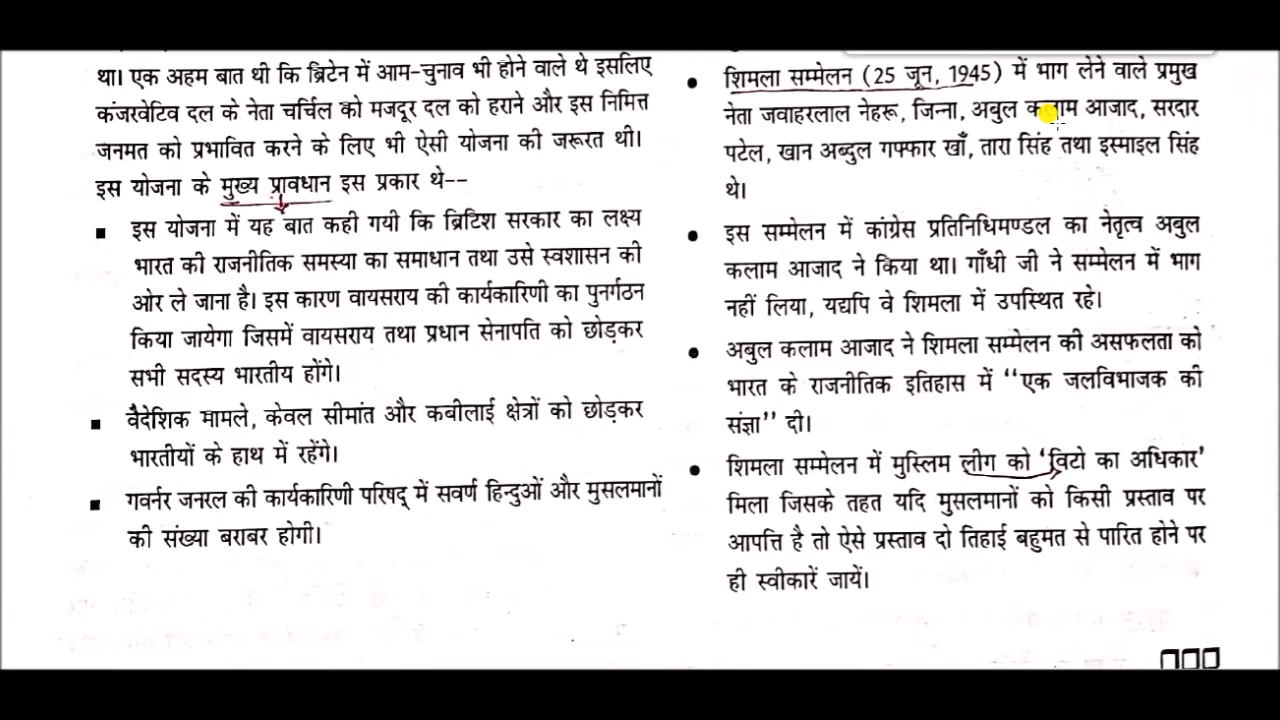 था। एक अहम बात थी कि ब्रिटेन में आम-चुनाव भी होने वाले थे इसलिए
कंजरवेटिव दल के नेता चर्चिल को मजदूर दल को हराने और इस निमित्त
जनमत को प्रभावित करने के लिए भी ऐसी योजना की जरूरत थी।
इस योजना के मुख्य प्रावधान इस प्रकार थे--
■ इस योजना में यह बात कही गयी कि ब्रिटिश सरकार का लक्ष्य
भारत की राजनीतिक समस्या का समाधान तथा उसे स्वशासन की
ओर ले जाना है। इस कारण वायसराय की कार्यकारिणी का पुनर्गठन
किया जायेगा जिसमें वायसराय तथा प्रधान सेनापति को छोड़कर
सभी सदस्य भारतीय होंगे।
■ वैदेशिक मामले, केवल सीमांत और कबीलाई क्षेत्रों को छोड़कर
भारतीयों के हाथ में रहेंगे।
■ गवर्नर जनरल की कार्यकारिणी परिषद् में सवर्ण हिन्दुओं और मुसलमानों
की संख्या बराबर होगी।
● शिमला सम्मेलन (25 जून, 1945) में भाग लेने वाले प्रमुख
नेता जवाहरलाल नेहरू, जिन्ना, अबुल कलाम आजाद, सरदार
पटेल, खान अब्दुल गफ्फार खाँ, तारा सिंह तथा इस्माइल सिंह
थे।
● इस सम्मेलन में कांग्रेस प्रतिनिधिमण्डल का नेतृत्व अबुल
कलाम आजाद ने किया था। गाँधी जी ने सम्मेलन में भाग
नहीं लिया, यद्यपि वे शिमला में उपस्थित रहे।
● अबुल कलाम आजाद ने शिमला सम्मेलन की असफलता को
भारत के राजनीतिक इतिहास में ‘‘एक जलविभाजक की
संज्ञा’’ दी।
● शिमला सम्मेलन में मुस्लिम लीग को ‘विटो का अधिकार’
मिला जिसके तहत यदि मुसलमानों को किसी प्रस्ताव पर
आपत्ति है तो ऐसे प्रस्ताव दो तिहाई बहुमत से पारित होने पर
ही स्वीकारें जायें।